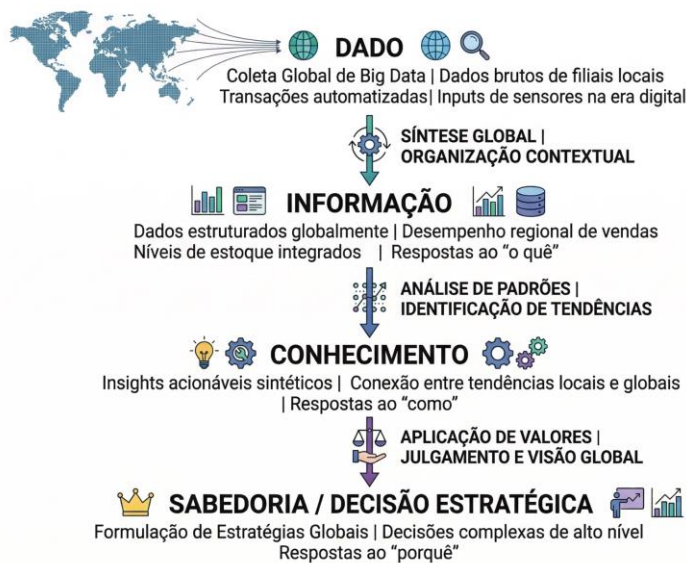 DADO
Coleta Global de Big Data | Dados brutos de filiais locais
Transações automatizadas| Inputs de sensores na era digital
SÍNTESE GLOBAL |
ORGANIZAÇÃO CONTEXTUAL
INFORMAÇÃO
Dados estruturados globalmente | Desempenho regional de vendas
Níveis de estoque integrados | Respostas ao “o quê”
ANÁLISE DE PADRÕES |
IDENTIFICAÇÃO DE TENDÊNCIAS
CONHECIMENTO
Insights acionáveis sintéticos | Conexão entre tendências locais e globais
| Respostas ao “como”
APLICAÇÃO DE VALORES |
JULGAMENTO E VISÃO GLOBAL
SABEDORIA / DECISÃO ESTRATÉGICA
Formulação de Estratégias Globais | Decisões complexas de alto nível
Respostas ao “porquê”